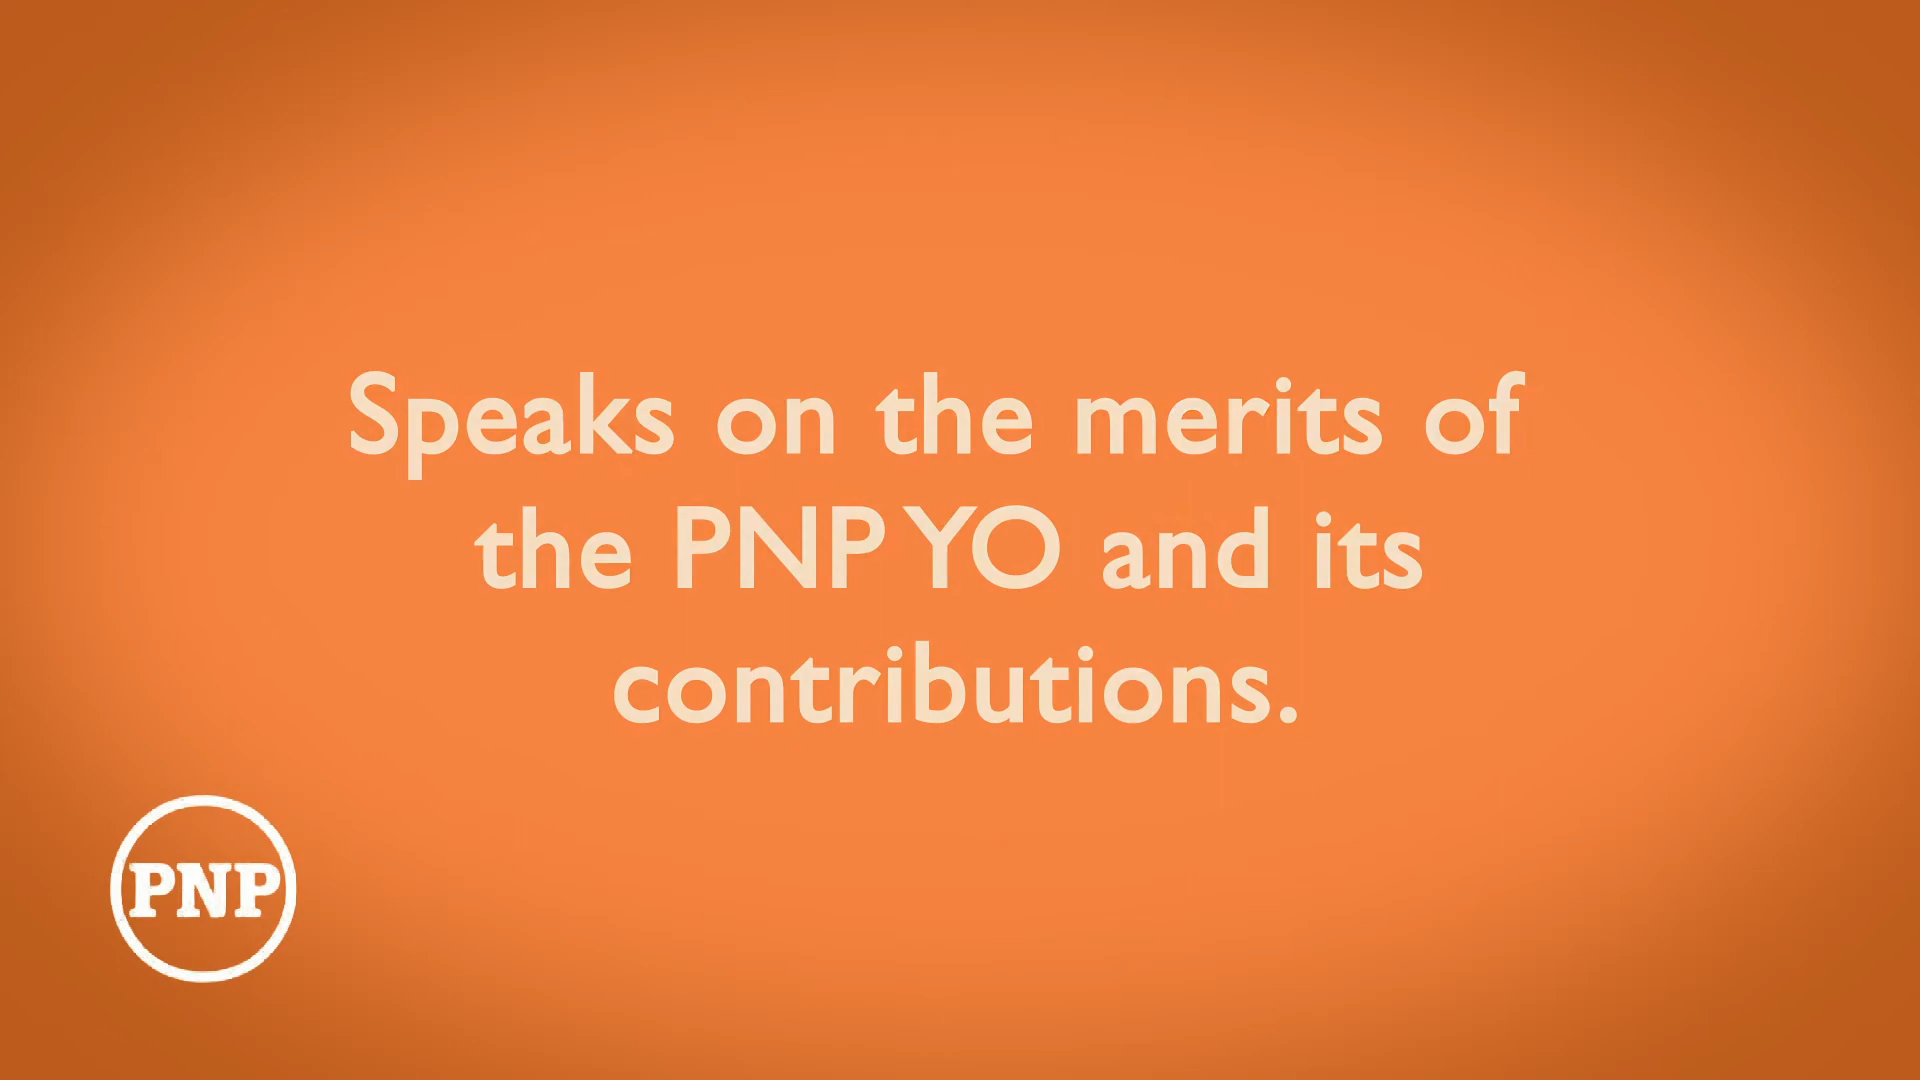 Speaks on the merits of
the PNP YO and its
contributions.
PNP